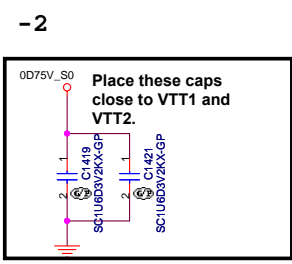 -2
0D75V_S0
Place these caps
close to VTT1 and
VTT2.
1
2
C1419
SC1U6D3V2KX-GP
1
2
C1421
SC1U6D3V2KX-GP